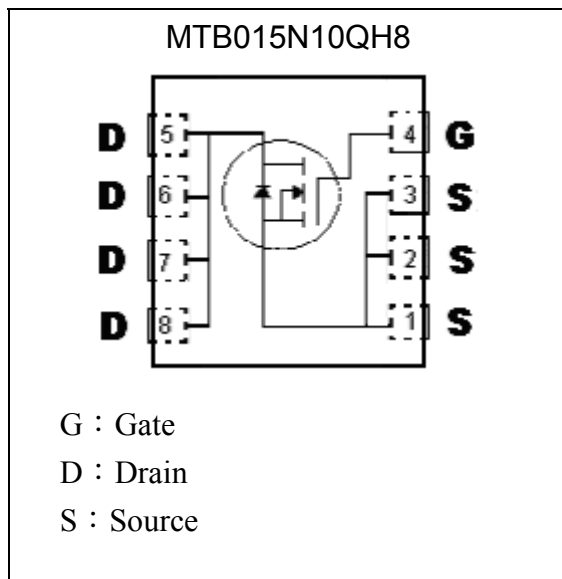 MTB015N10QH8
D 5 4 G
D 6 3 S
D 7 2 S
D 8 1 S
G：Gate
D：Drain
S：Source